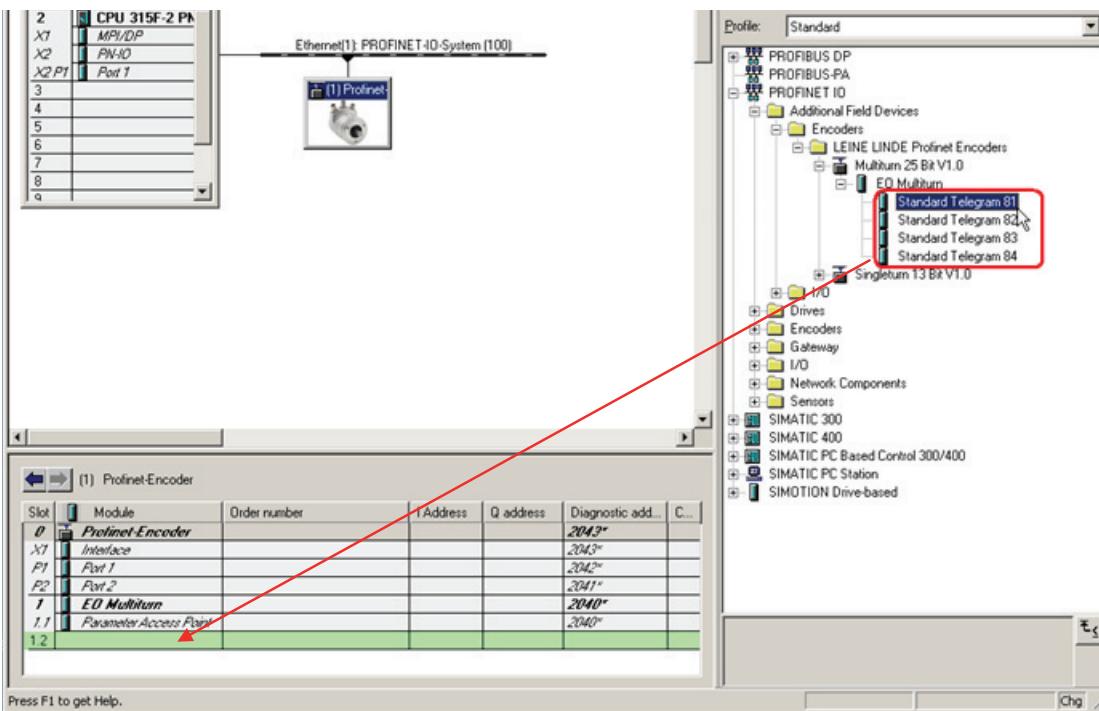 2 CPU 315F-2 PN
X1 MPI/DP
X2 PN-IO
X2 P1 Port 1
3
4
5
6
7
8
9
Ethernet(1): PROFINET-IO-System (100)
(1) Profinet-
Profile: Standard
PROFIBUS DP
PROFIBUS-PA
PROFINET IO
Additional Field Devices
Encoders
LEINE LINDE Profinet Encoders
Multiturn 25 Bit V1.0
EO Multiturn
Standard Telegram 81
Standard Telegram 82
Standard Telegram 83
Standard Telegram 84
Singleturn 13 Bit V1.0
I/O
Drives
Encoders
Gateway
I/O
Network Components
Sensors
SIMATIC 300
SIMATIC 400
SIMATIC PC Based Control 300/400
SIMATIC PC Station
SIMOTION Drive-based
(1) Profinet-Encoder
Slot Module Order number I Address Q address Diagnostic add... C...
0 Profinet-Encoder 2043*
X1 Interface 2043*
P1 Port 1 2042*
P2 Port 2 2041*
1 EO Multiturn 2040*
1.1 Parameter Access Point 2040*
1.2
Press F1 to get Help.
Chg